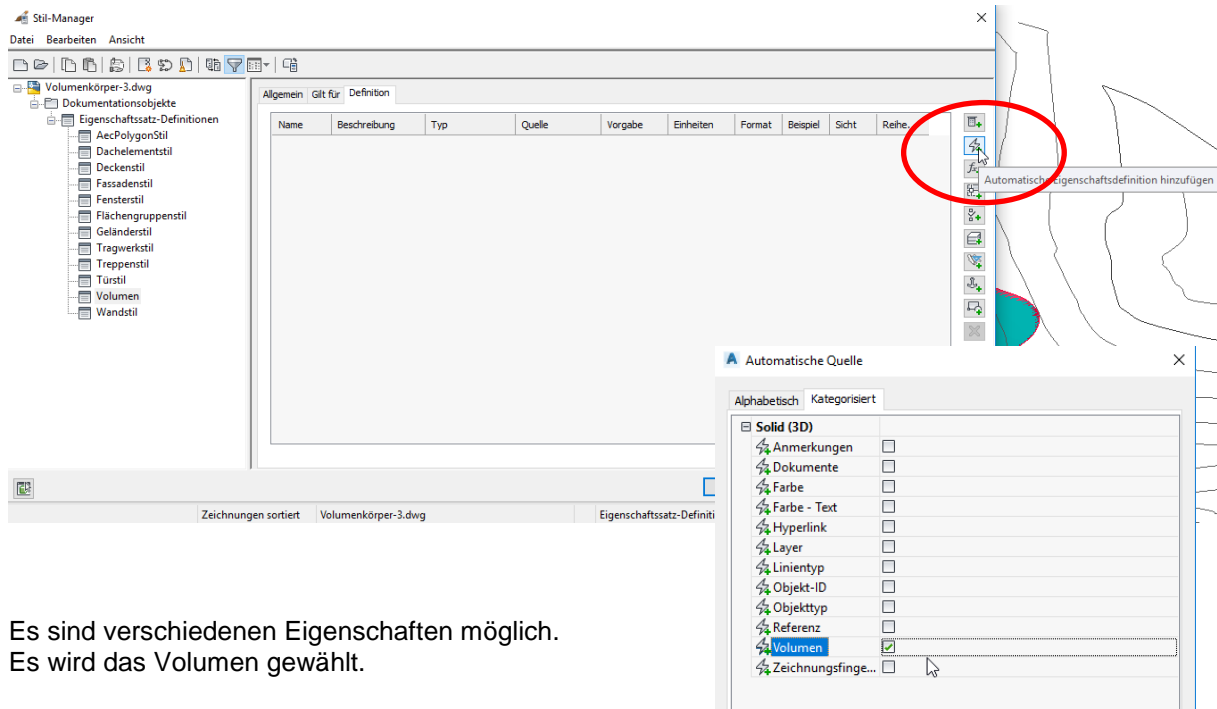 Stil-Manager
Datei Bearbeiten Ansicht
Volumenkörper-3.dwg
Dokumentationsobjekte
Eigenschaftssatz-Definitionen
AecPolygonStil
Dachelementstil
Deckenstil
Fassadenstil
Fensterstil
Flächengruppenstil
Geländerstil
Tragwerkstil
Treppenstil
Türstil
Volumen
Wandstil
Allgemein Gilt für Definition
Name Beschreibung Typ Quelle Vorgabe Einheiten Format Beispiel Sicht Reihe...
Automatische Eigenschaftsdefinition hinzufügen
Zeichnungen sortiert Volumenkörper-3.dwg Eigenschaftssatz-Definiti
Automatische Quelle
Alphabetisch Kategorisiert
Solid (3D)
Anmerkungen
Dokumente
Farbe
Farbe - Text
Hyperlink
Layer
Linientyp
Objekt-ID
Objekttyp
Referenz
Volumen
Zeichnungsfinge...
Es sind verschiedenen Eigenschaften möglich.
Es wird das Volumen gewählt.